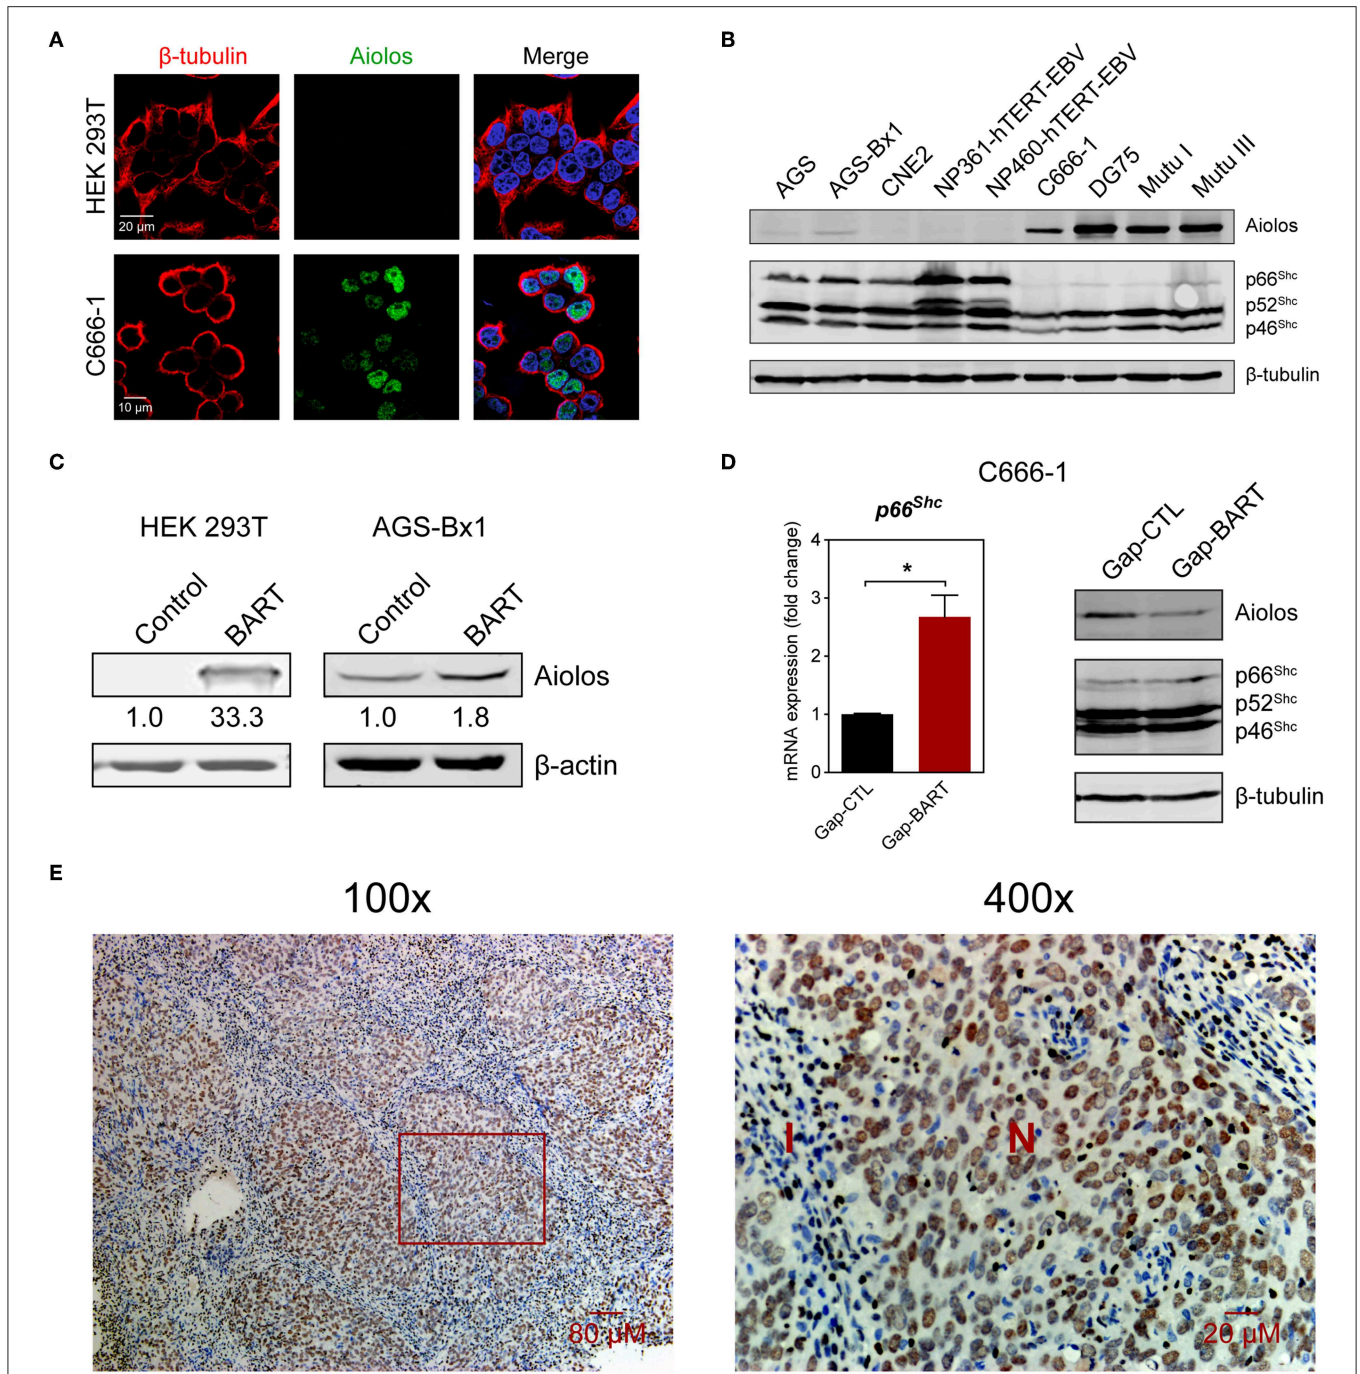 A
β-tubulin Aiolos Merge
HEK 293T
20 µm
C666-1
10 µm
B
AGS
AGS-Bx1
CNE2
NP361-hTERT-EBV
NP460-hTERT-EBV
C666-1
DG75
Mutu I
Mutu III
Aiolos
p66Shc
p52Shc
p46Shc
β-tubulin
C
HEK 293T AGS-Bx1
Control BART Control BART
Aiolos
1.0 33.3 1.0 1.8
β-actin
D
C666-1
p66Shc
mRNA expression (fold change)
4
3
2
1
0
*
Gap-CTL Gap-BART
Gap-CTL Gap-BART
Aiolos
p66Shc
p52Shc
p46Shc
β-tubulin
E
100x 400x
80 µM
I N
20 µM